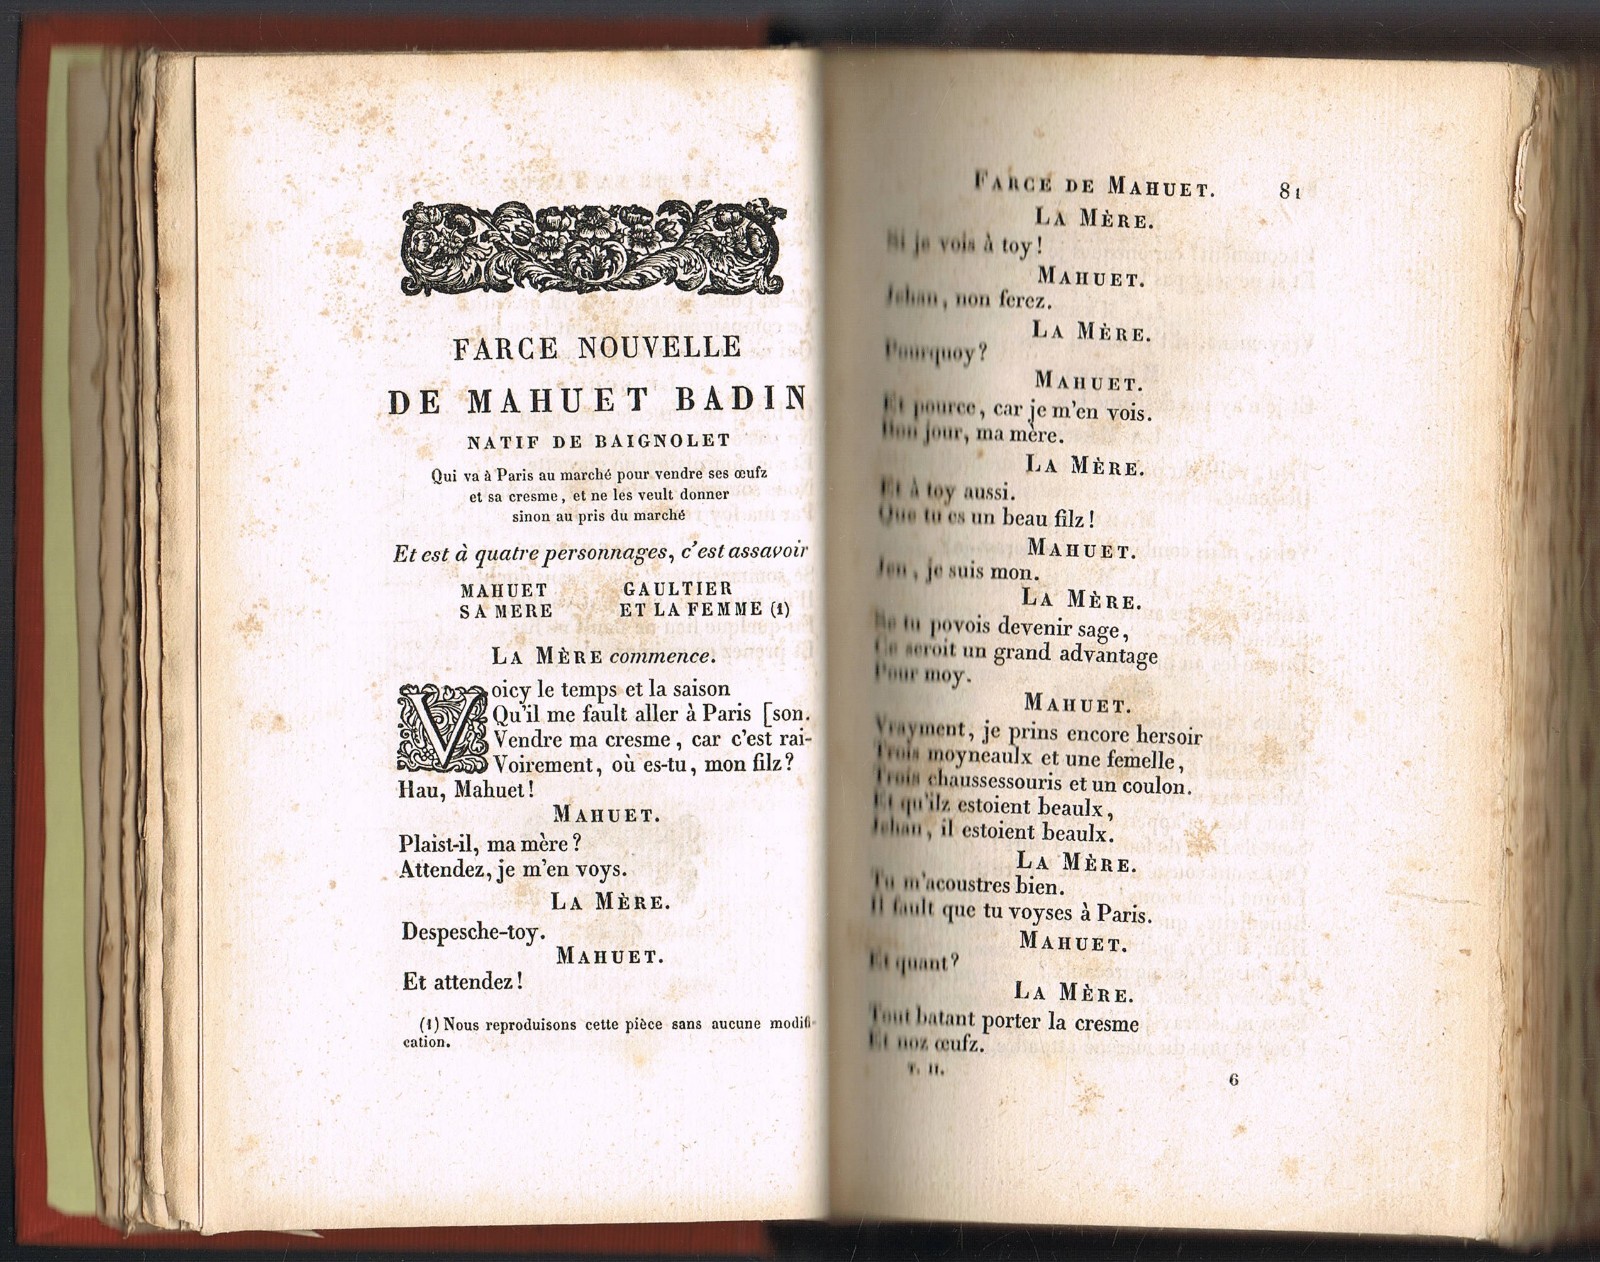 FARCE NOUVELLE
DE MAHUET BADIN
NATIF DE BAIGNOLET
Qui va à Paris au marché pour vendre ses œufz
et sa cresme, et ne les veult donner
sinon au pris du marché
Et est à quatre personnages, c'est assavoir
MAHUET GAULTIER
SA MERE ET LA FEMME (1)
LA MÈRE commence.
Voicy le temps et la saison
Qu'il me fault aller à Paris [son.
Vendre ma cresme, car c'est rai-
Voirement, où es-tu, mon filz?
Hau, Mahuet!
MAHUET.
Plaist-il, ma mère?
Attendez, je m'en voys.
LA MÈRE.
Despesche-toy.
MAHUET.
Et attendez!
(1) Nous reproduisons cette pièce sans aucune modifi-
cation.
FARCE DE MAHUET. 81
LA MÈRE.
Si je vois à toy!
MAHUET.
Jehan, non ferez.
LA MÈRE.
Pourquoy?
MAHUET.
Et pource, car je m'en vois.
Bon jour, ma mère.
LA MÈRE.
Et à toy aussi.
Que tu es un beau filz!
MAHUET.
Jen, je suis mon.
LA MÈRE.
Se tu povois devenir sage,
Ce seroit un grand advantage
Pour moy.
MAHUET.
Vrayment, je prins encore hersoir
Trois moyneaulx et une femelle,
Trois chaussessouris et un coulon.
Et qu'ilz estoient beaulx,
Jehan, il estoient beaulx.
LA MÈRE.
Tu m'acoustres bien.
Il fault que tu voyses à Paris.
MAHUET.
Et quant?
LA MÈRE.
Tout batant porter la cresme
Et noz œufz.
T. II. 6